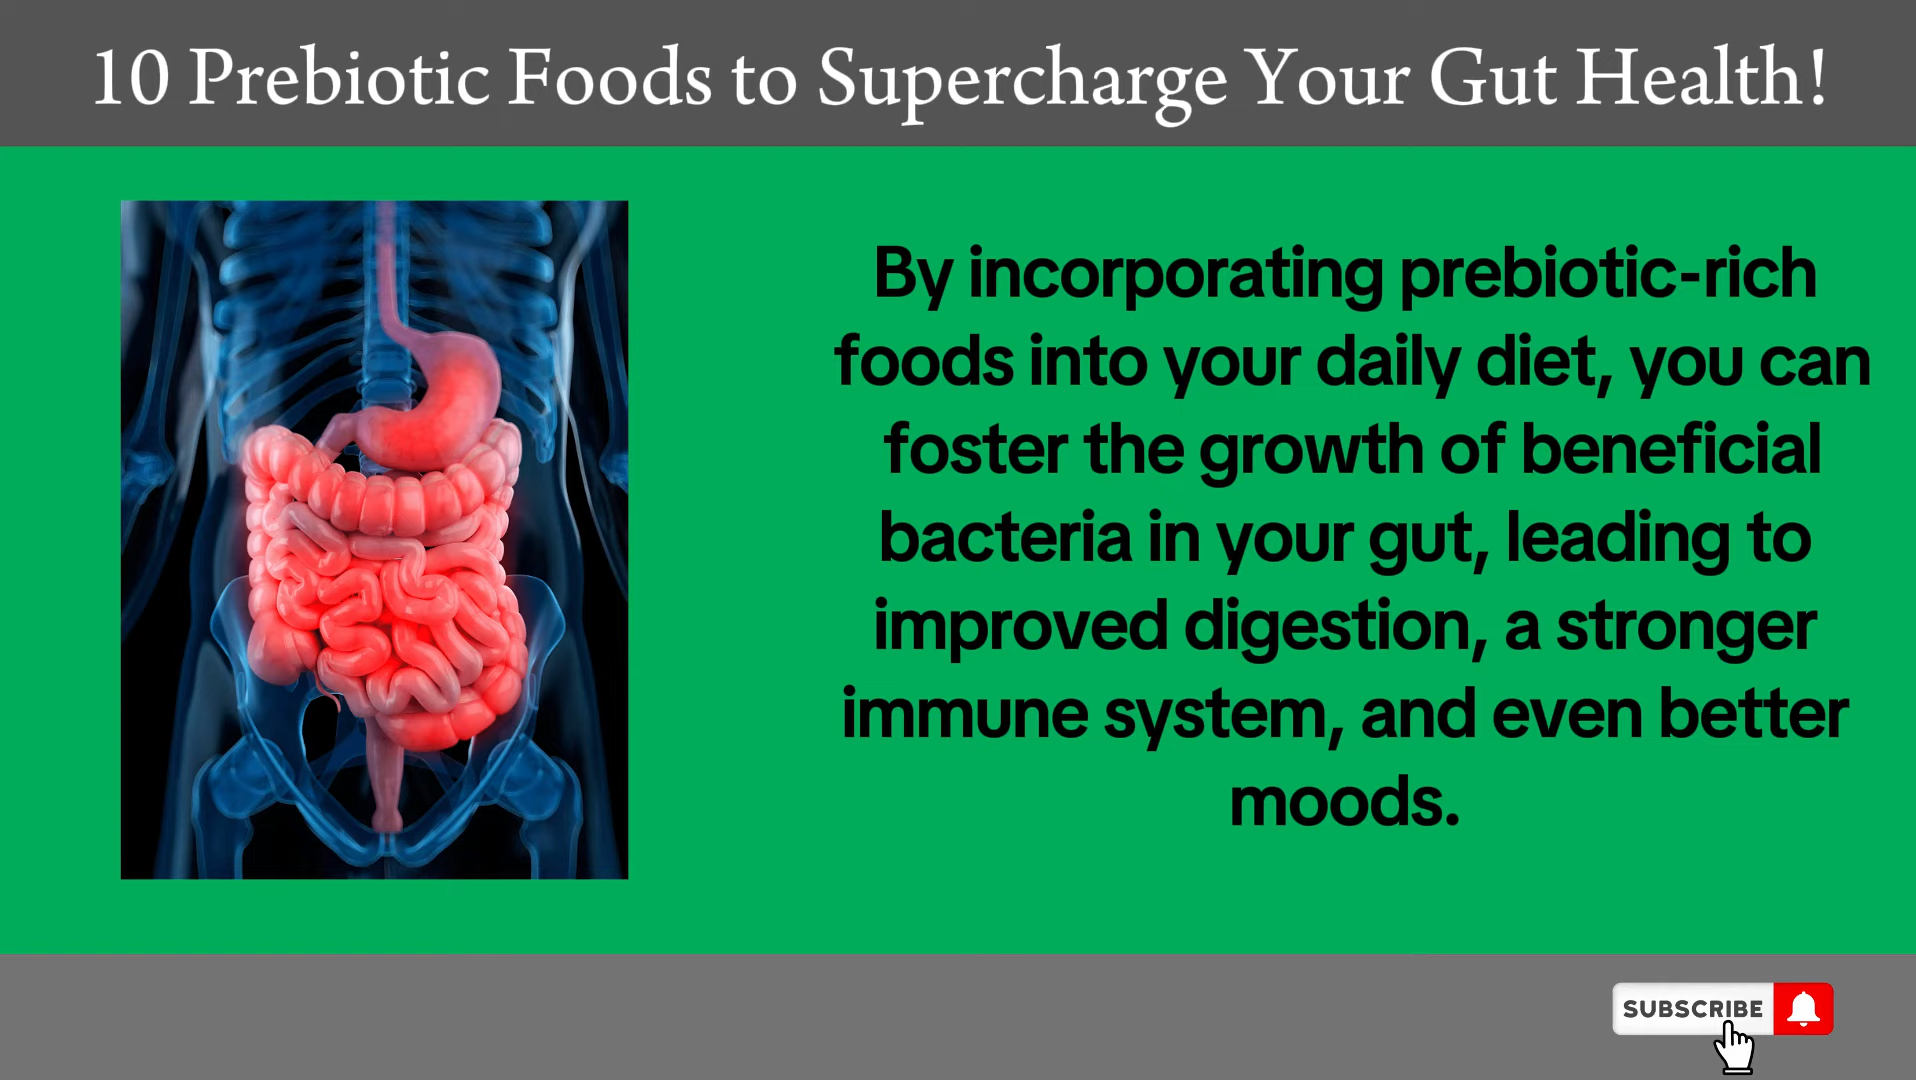 10 Prebiotic Foods to Supercharge Your Gut Health!
By incorporating prebiotic-rich
foods into your daily diet, you can
foster the growth of beneficial
bacteria in your gut, leading to
improved digestion, a stronger
immune system, and even better
moods.
SUBSCRIBE